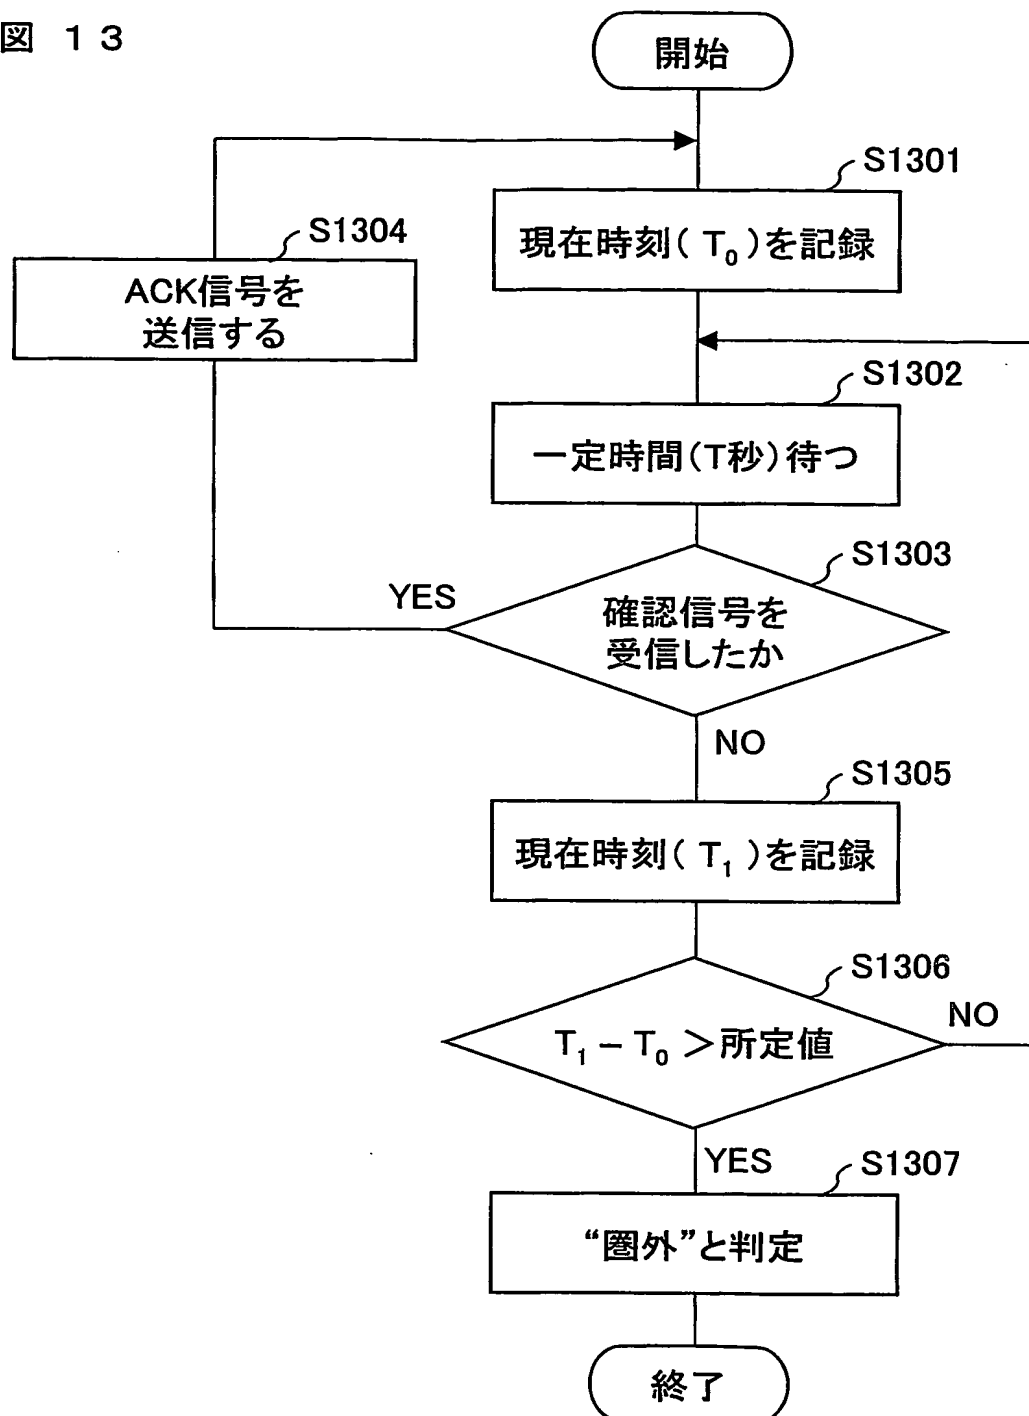 図 13
開始
S1301
現在時刻(T₀)を記録
S1304
ACK信号を
送信する
S1302
一定時間(T秒)待つ
S1303
YES
確認信号を
受信したか
NO
S1305
現在時刻(T₁)を記録
S1306
NO
T₁-T₀>所定値
YES
S1307
“圏外”と判定
終了